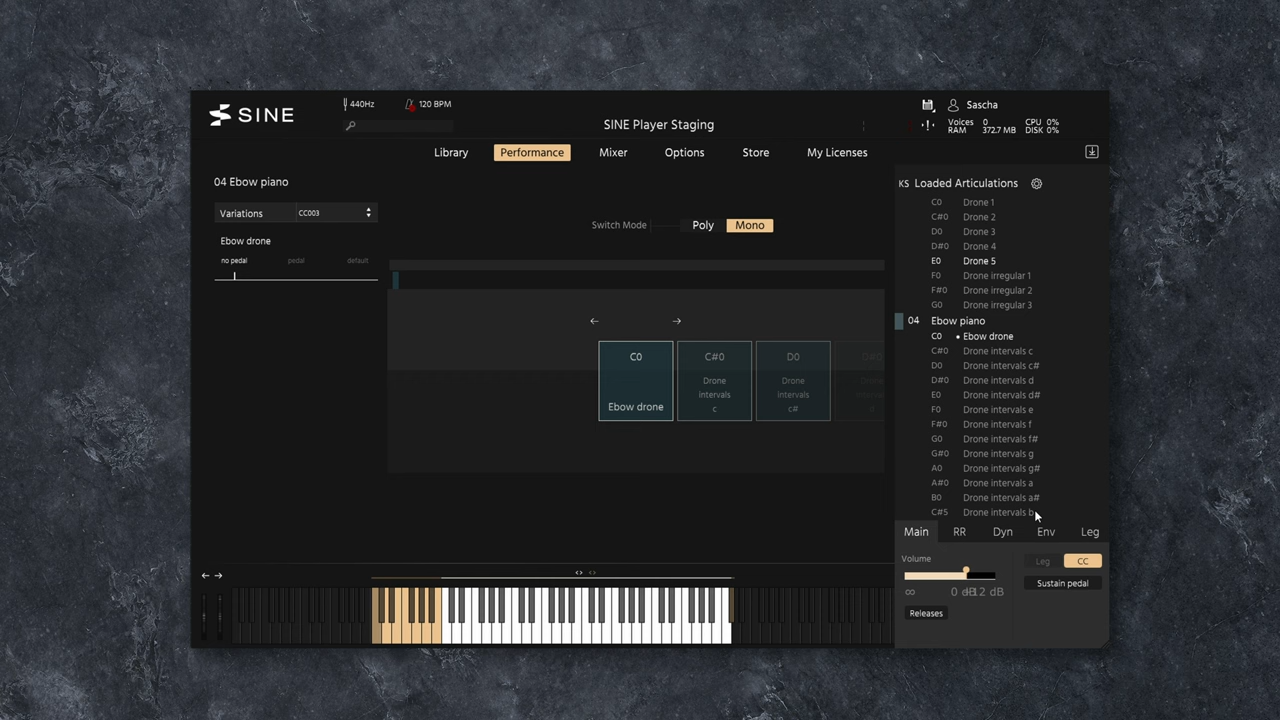 SINE
440Hz
120 BPM
SINE Player Staging
Sascha
Voices 0
RAM 372.7 MB
CPU 0%
DISK 0%
Library
Performance
Mixer
Options
Store
My Licenses
04 Ebow piano
Variations CC003
Ebow drone
no pedal pedal default
Switch Mode Poly Mono
C0
Ebow drone
C#0
Drone
intervals
c
D0
Drone
intervals
c#
D#0
KS Loaded Articulations
C0 Drone 1
C#0 Drone 2
D0 Drone 3
D#0 Drone 4
E0 Drone 5
F0 Drone irregular 1
F#0 Drone irregular 2
G0 Drone irregular 3
04 Ebow piano
C0 • Ebow drone
C#0 Drone intervals c
D0 Drone intervals c#
D#0 Drone intervals d
E0 Drone intervals d#
F0 Drone intervals e
F#0 Drone intervals f
G0 Drone intervals f#
G#0 Drone intervals g
A0 Drone intervals g#
A#0 Drone intervals a
B0 Drone intervals a#
C#5 Drone intervals b
Main RR Dyn Env Leg
Volume
Leg CC
Sustain pedal
∞ 0 dB
Releases